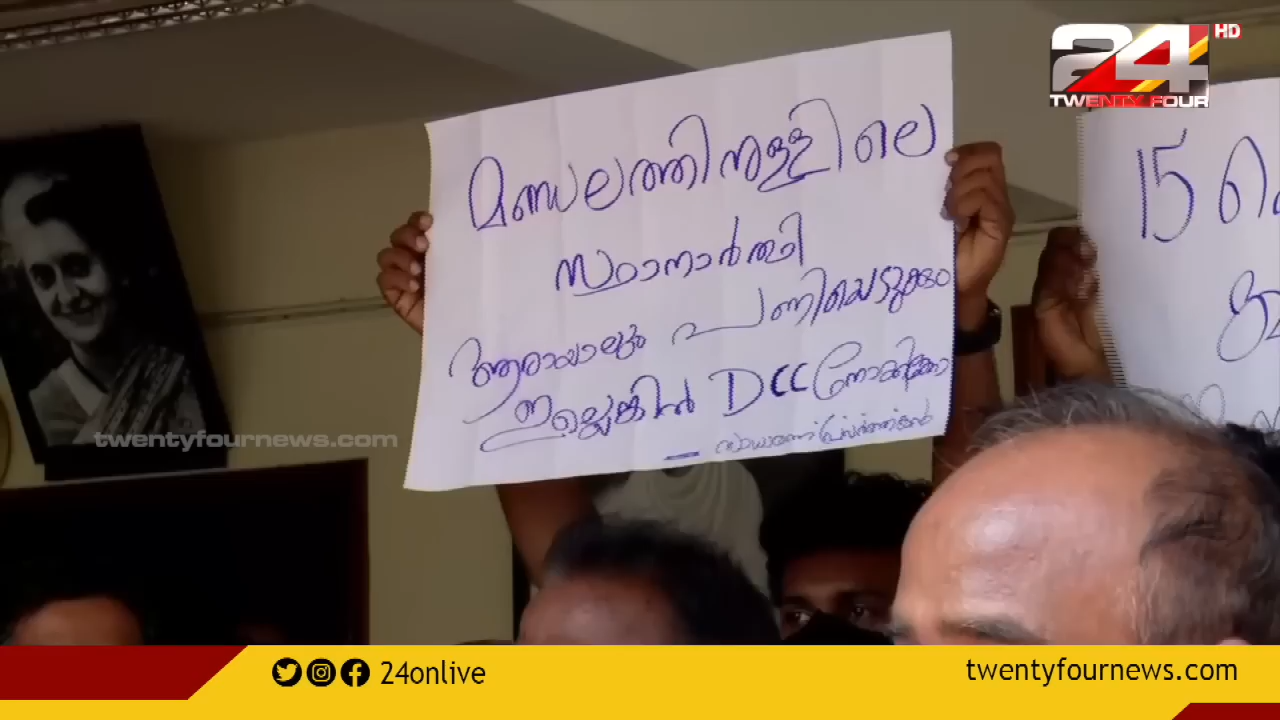 24 HD
TWENTY FOUR
മണ്ഡലത്തിനുള്ളിലെ
സ്ഥാനാർത്ഥി
ആരായാലും പണിയെടുക്കും
ഇല്ലെങ്കിൽ DCC നോക്കിക്കോ
15
twentyfournews.com
24onlive
twentyfournews.com